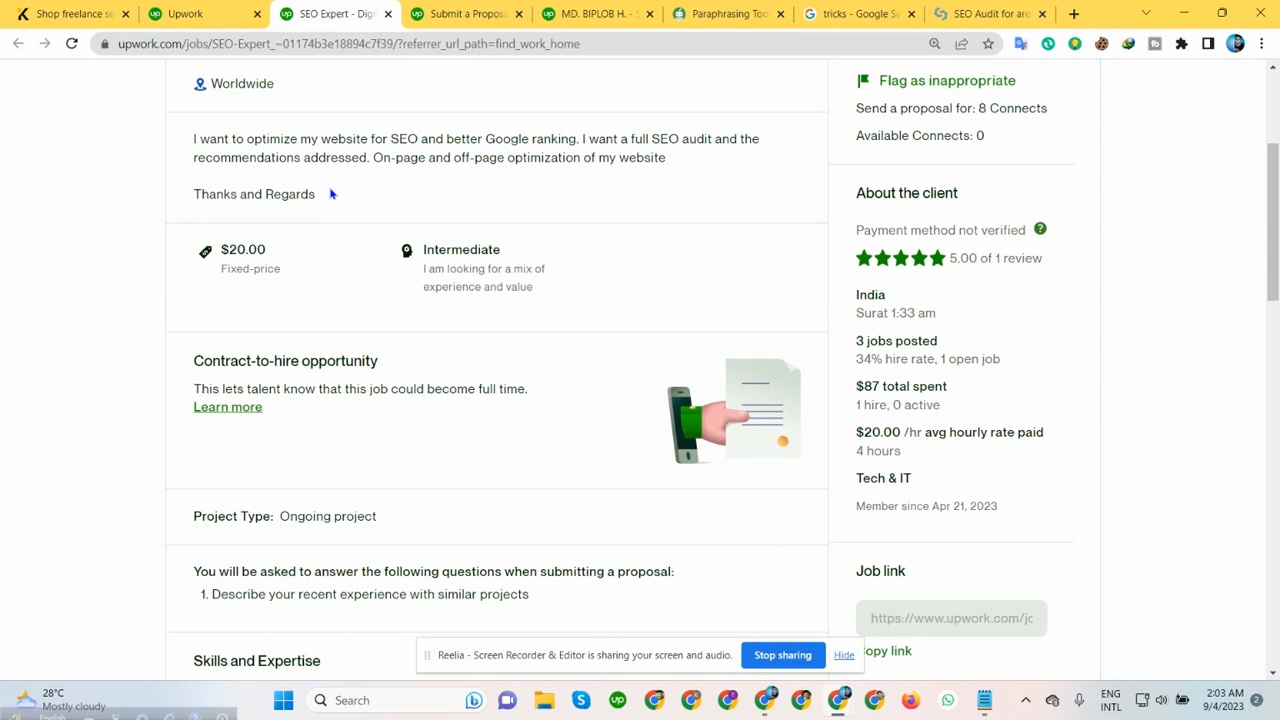 Shop freelance se
Upwork
SEO Expert - Digi
Submit a Proposa
MD. BIPLOB H. - S
Paraphrasing Too
tricks - Google Se
SEO Audit for are
upwork.com/jobs/SEO-Expert_~01174b3e18894c7f39/?referrer_url_path=find_work_home
Worldwide
I want to optimize my website for SEO and better Google ranking. I want a full SEO audit and the
recommendations addressed. On-page and off-page optimization of my website
Thanks and Regards
$20.00
Fixed-price
Intermediate
I am looking for a mix of
experience and value
Contract-to-hire opportunity
This lets talent know that this job could become full time.
Learn more
Project Type: Ongoing project
You will be asked to answer the following questions when submitting a proposal:
1. Describe your recent experience with similar projects
Skills and Expertise
Flag as inappropriate
Send a proposal for: 8 Connects
Available Connects: 0
About the client
Payment method not verified
5.00 of 1 review
India
Surat 1:33 am
3 jobs posted
34% hire rate, 1 open job
$87 total spent
1 hire, 0 active
$20.00 /hr avg hourly rate paid
4 hours
Tech & IT
Member since Apr 21, 2023
Job link
https://www.upwork.com/jo
opy link
Reelia - Screen Recorder & Editor is sharing your screen and audio.
Stop sharing
Hide
28°C
Mostly cloudy
English
Search
ENG
INTL
2:03 AM
9/4/2023
2